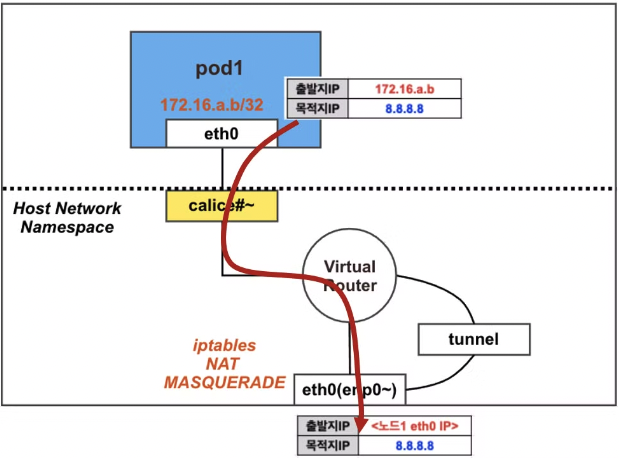 pod1
172.16.a.b/32
eth0
출발지IP 172.16.a.b
목적지IP 8.8.8.8
calice#~
Host Network
Namespace
Virtual
Router
tunnel
iptables
NAT
MASQUERADE
eth0(enp0~)
출발지IP <노드1 eth0 IP>
목적지IP 8.8.8.8